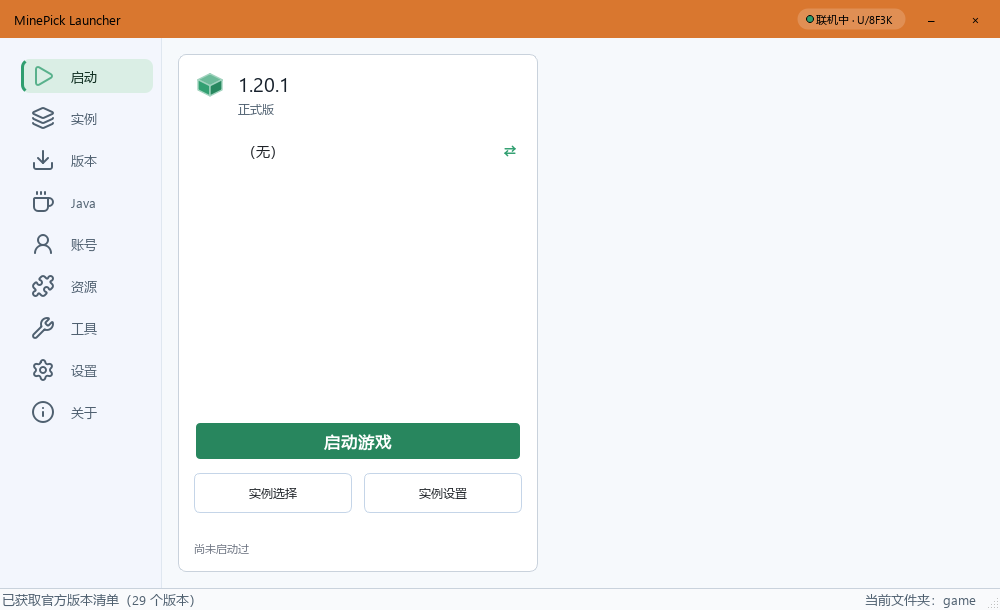 MinePick Launcher
联机中 · U/8F3K
启动
实例
版本
Java
账号
资源
工具
设置
关于
1.20.1
正式版
（无）
启动游戏
实例选择
实例设置
尚未启动过
已获取官方版本清单（29 个版本）
当前文件夹：game